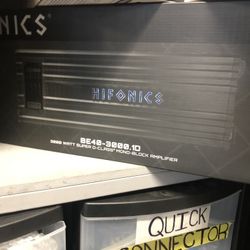 NICS
HIFONICS
BE40-3000.1D
3000 WATT SUPER D-CLASS MONO-BLOCK AMPLIFIER
QUICK
CONNECTOR